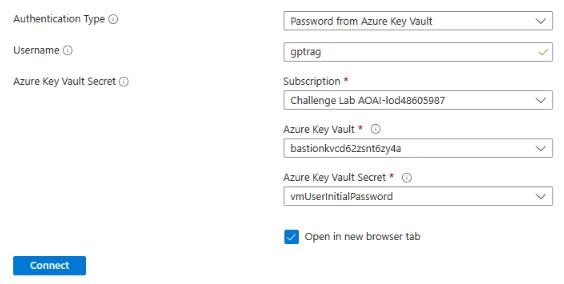 Authentication Type
Password from Azure Key Vault
Username
gptrag
Azure Key Vault Secret
Subscription *
Challenge Lab AOAI-lod48605987
Azure Key Vault *
bastionkvcd62zsnt6zy4a
Azure Key Vault Secret *
vmUserInitialPassword
Open in new browser tab
Connect